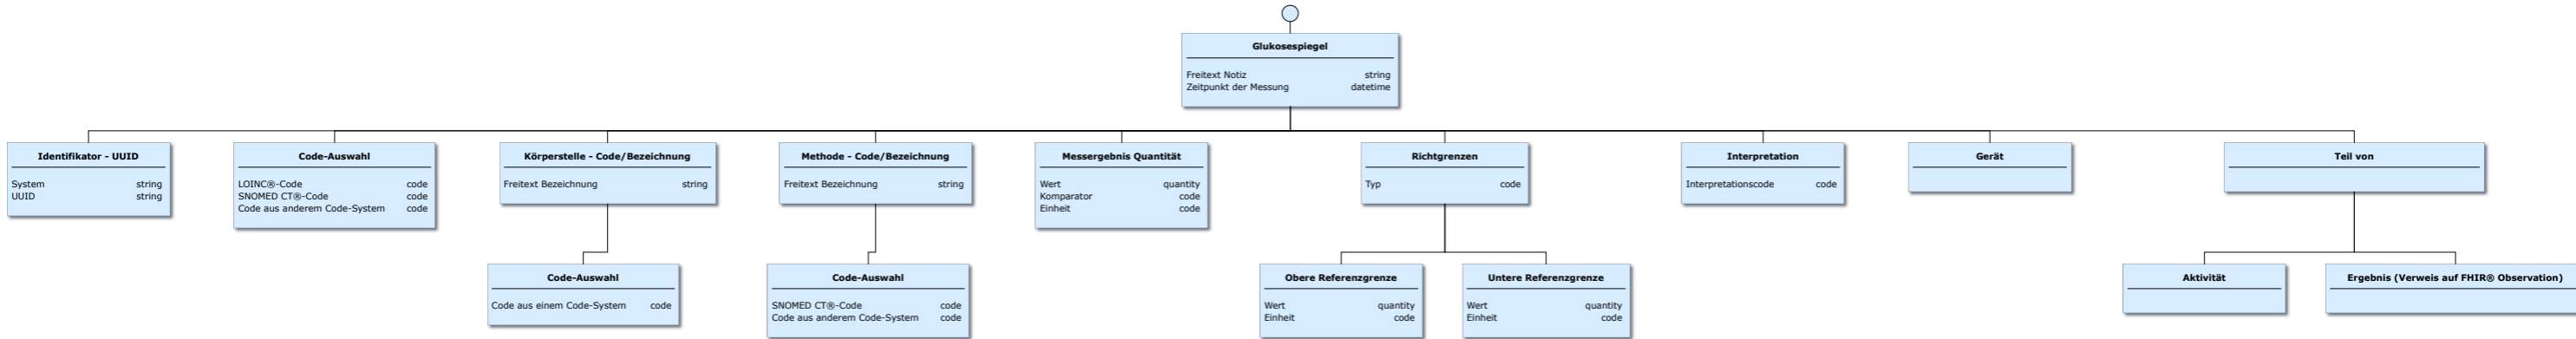 Glukosespiegel
Freitext Notiz string
Zeitpunkt der Messung datetime
Identifikator - UUID
System string
UUID string
Code-Auswahl
LOINC®-Code code
SNOMED CT®-Code code
Code aus anderem Code-System code
Körperstelle - Code/Bezeichnung
Freitext Bezeichnung string
Methode - Code/Bezeichnung
Freitext Bezeichnung string
Messergebnis Quantität
Wert quantity
Komparator code
Einheit code
Richtgrenzen
Typ code
Interpretation
Interpretationscode code
Gerät
Teil von
Code-Auswahl
Code aus einem Code-System code
Code-Auswahl
SNOMED CT®-Code code
Code aus anderem Code-System code
Obere Referenzgrenze
Wert quantity
Einheit code
Untere Referenzgrenze
Wert quantity
Einheit code
Aktivität
Ergebnis (Verweis auf FHIR® Observation)